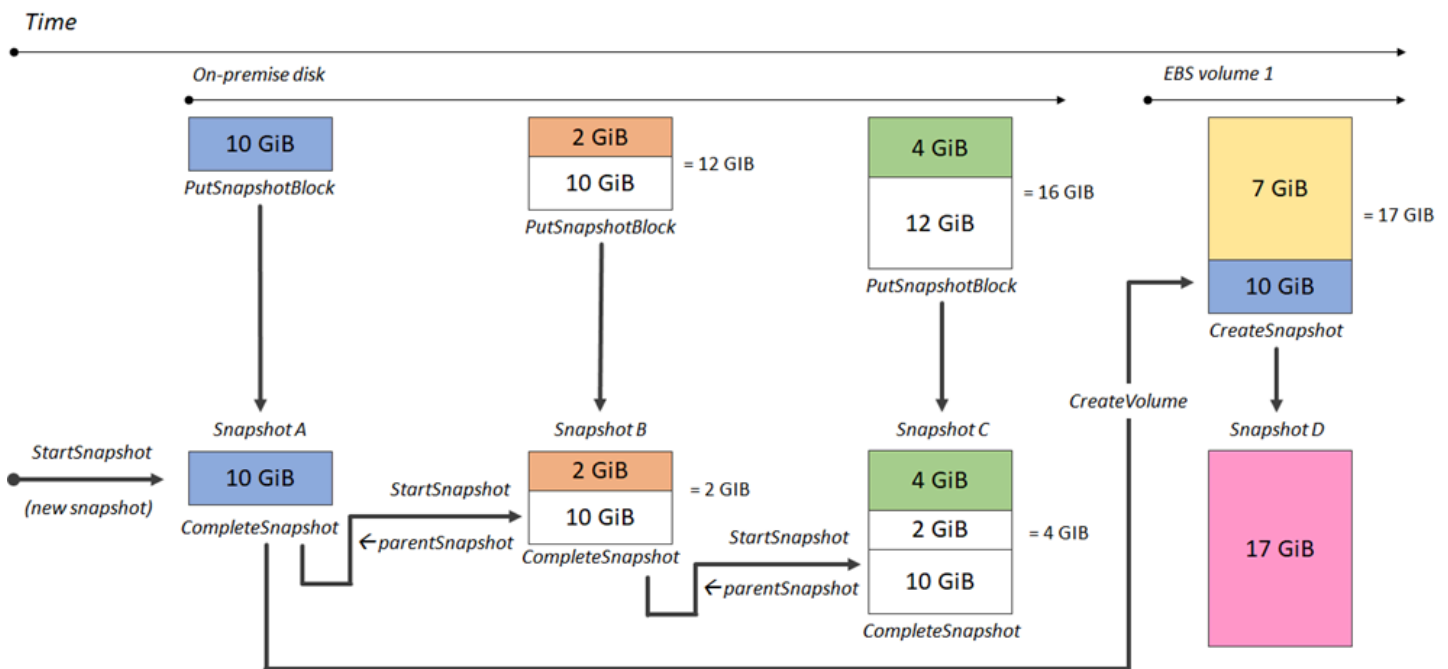 Time
On-premise disk
EBS volume 1
10 GiB
PutSnapshotBlock
2 GiB
10 GiB
= 12 GIB
PutSnapshotBlock
4 GiB
12 GiB
= 16 GIB
PutSnapshotBlock
7 GiB
10 GiB
= 17 GIB
CreateSnapshot
CreateVolume
StartSnapshot
(new snapshot)
Snapshot A
10 GiB
CompleteSnapshot
StartSnapshot
←parentSnapshot
Snapshot B
2 GiB
10 GiB
= 2 GIB
CompleteSnapshot
StartSnapshot
←parentSnapshot
Snapshot C
4 GiB
2 GiB
10 GiB
= 4 GIB
CompleteSnapshot
Snapshot D
17 GiB